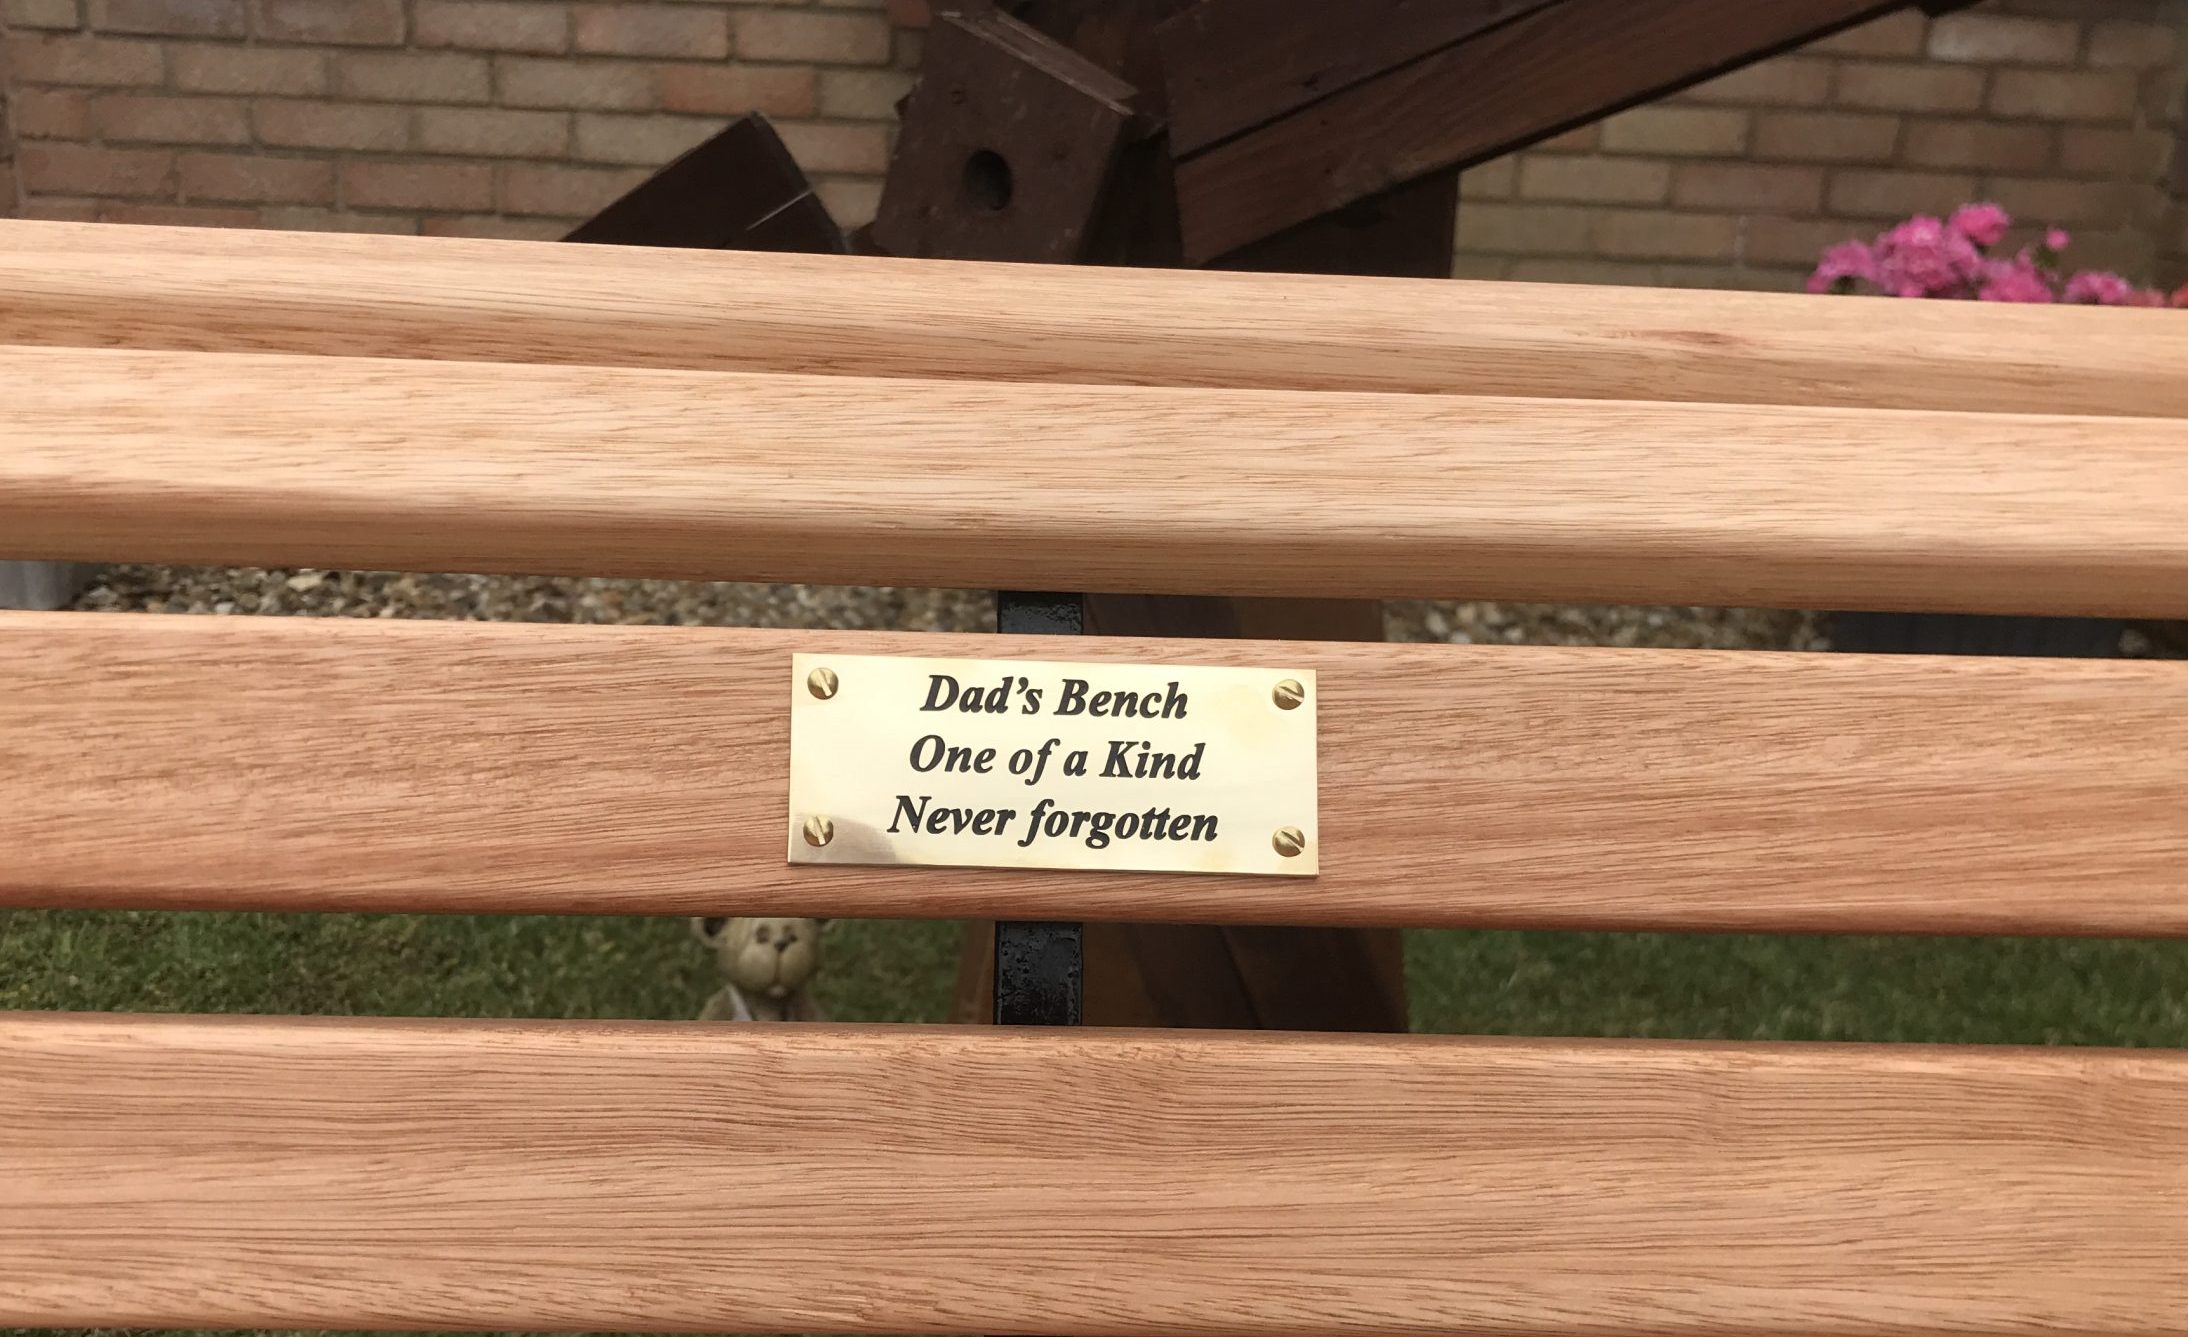 Dad’s Bench
One of a Kind
Never forgotten